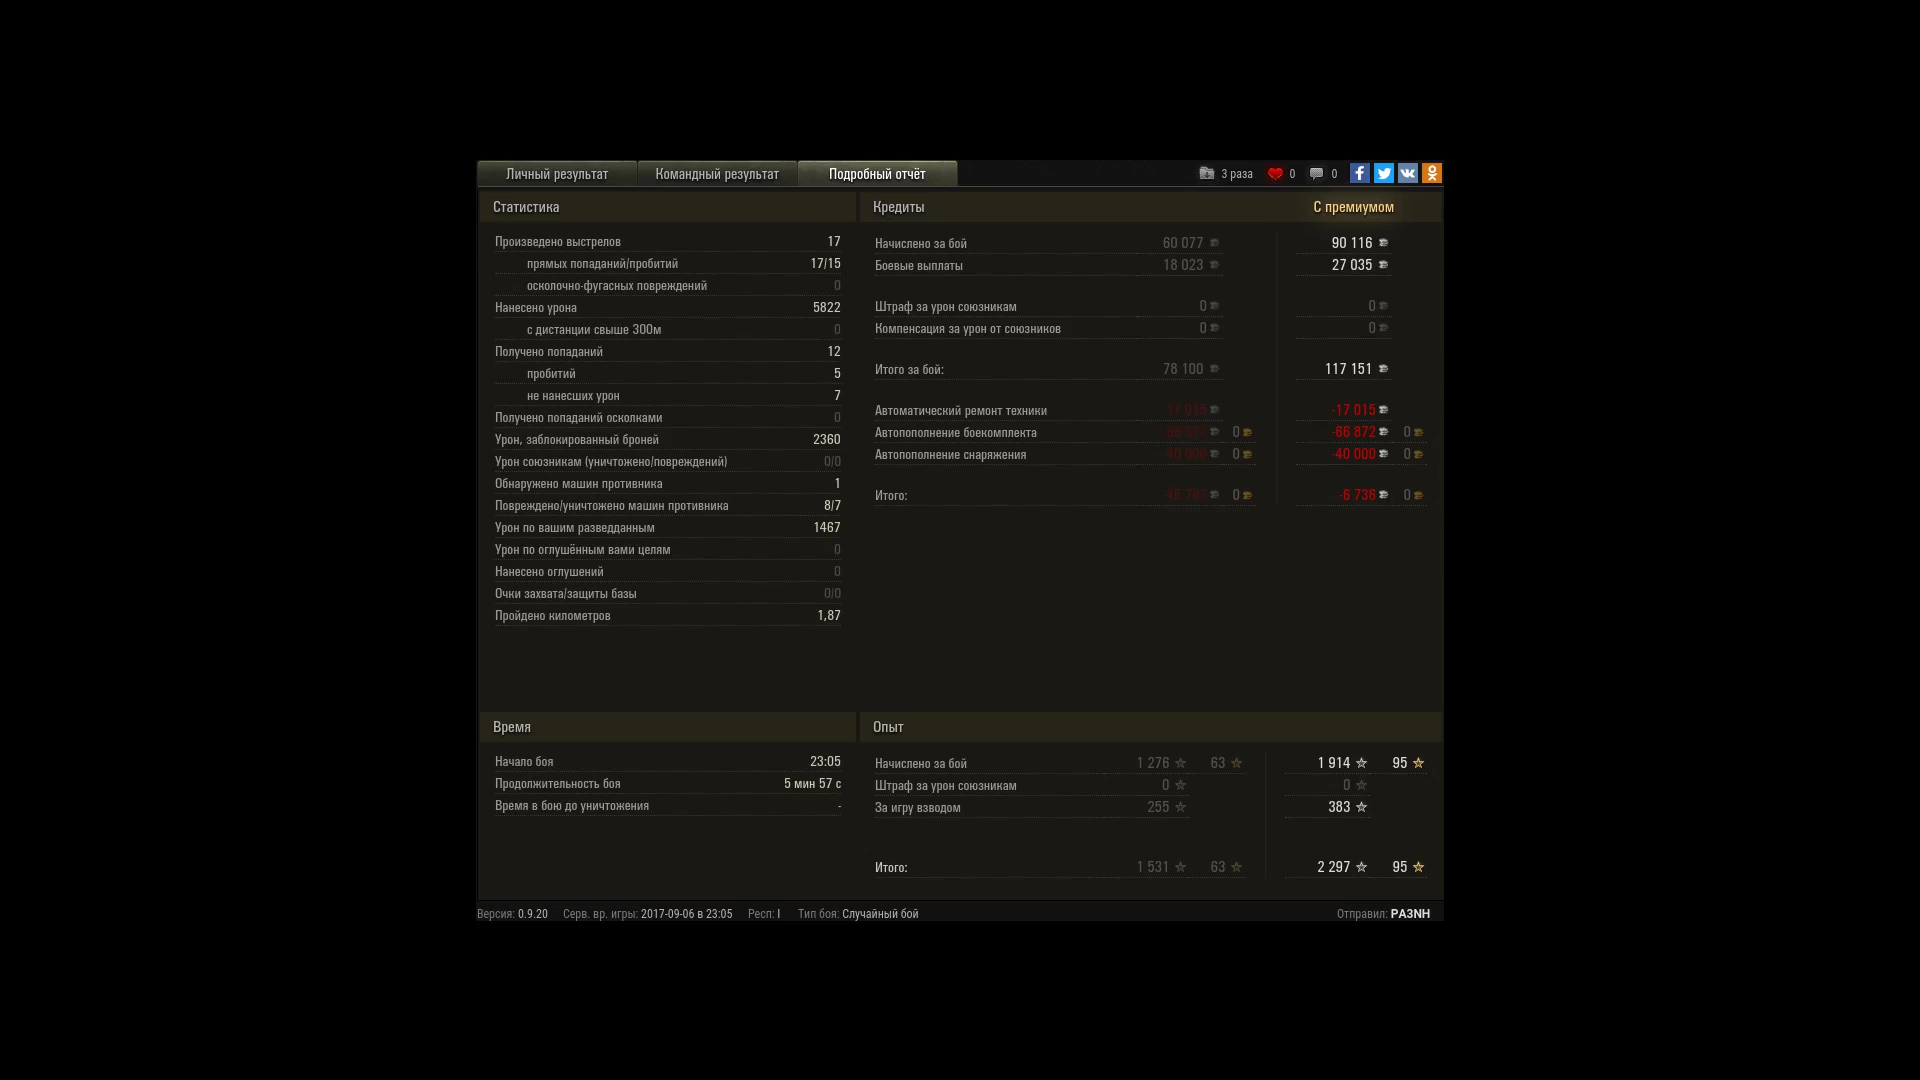 Личный результат Командный результат Подробный отчёт 3 раза 0 0
Статистика
Произведено выстрелов 17
прямых попаданий/пробитий 17/15
осколочно-фугасных повреждений 0
Нанесено урона 5822
с дистанции свыше 300м 0
Получено попаданий 12
пробитий 5
не нанесших урон 7
Получено попаданий осколками 0
Урон, заблокированный броней 2360
Урон союзникам (уничтожено/повреждений) 0/0
Обнаружено машин противника 1
Повреждено/уничтожено машин противника 8/7
Урон по вашим разведданным 1467
Урон по оглушённым вами целям 0
Нанесено оглушений 0
Очки захвата/защиты базы 0/0
Пройдено километров 1,87
Кредиты С премиумом
Начислено за бой 60 077 90 116
Боевые выплаты 18 023 27 035
Штраф за урон союзникам 0 0
Компенсация за урон от союзников 0 0
Итого за бой: 78 100 117 151
Автоматический ремонт техники -17 015 -17 015
Автопополнение боекомплекта -66 872 0 -66 872 0
Автопополнение снаряжения -40 000 0 -40 000 0
Итого: -45 787 0 -6 736 0
Время
Начало боя 23:05
Продолжительность боя 5 мин 57 с
Время в бою до уничтожения -
Опыт
Начислено за бой 1 276 63 1 914 95
Штраф за урон союзникам 0 0
За игру взводом 255 383
Итого: 1 531 63 2 297 95
Версия: 0.9.20 Серв. вр. игры: 2017-09-06 в 23:05 Респ: I Тип боя: Случайный бой Отправил: PA3NH